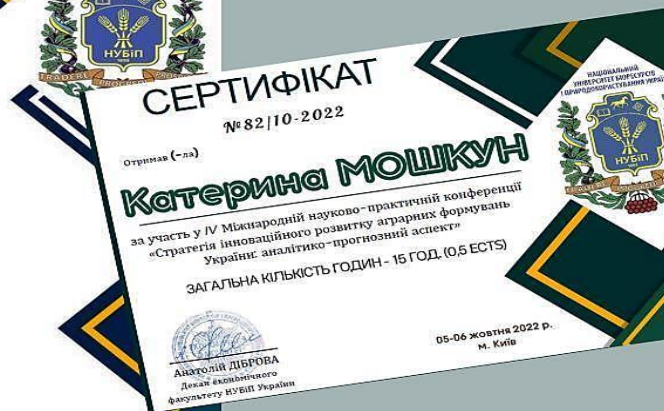 НУБіП
TRADERE
PROGRESSI
СЕРТИФІКАТ
№82/10-2022
Отримав (-ла)
Катерина МОШКУН
за участь у IV Міжнародній науково-практичній конференції
«Стратегія інноваційного розвитку аграрних формувань
України: аналітико-прогнозний аспект»
ЗАГАЛЬНА КІЛЬКІСТЬ ГОДИН - 15 ГОД. (0,5 ECTS)
Анатолій ДІБРОВА
Декан економічного
факультету НУБіП України
05-06 жовтня 2022 р.
м. Київ
НАЦІОНАЛЬНИЙ
УНІВЕРСИТЕТ БІОРЕСУРСІВ
І ПРИРОДОКОРИСТУВАННЯ УКРАЇНИ
НУБіП